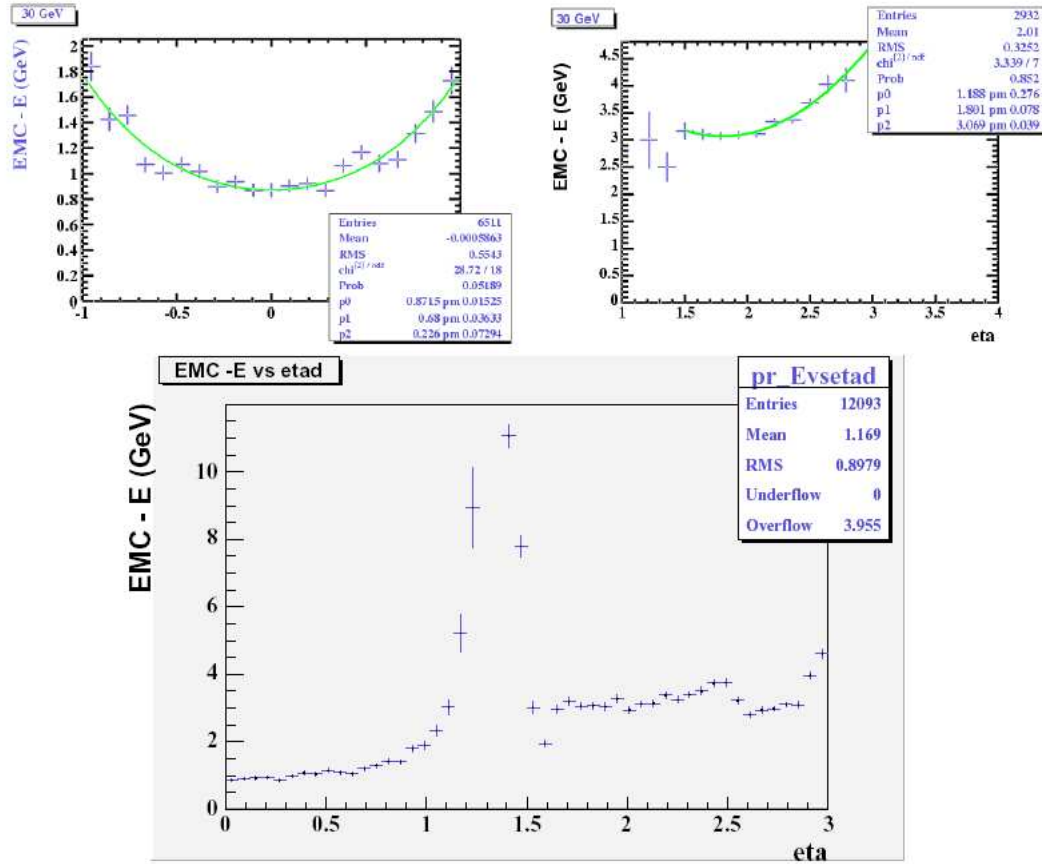 30 GeV
EMC - E (GeV)
2
1.8
1.6
1.4
1.2
1
0.8
0.6
0.4
0.2
0
-1
-0.5
0
0.5
Entries 6511
Mean -0.0005863
RMS 0.5543
chi^{2}/ndf 28.72 / 18
Prob 0.05189
p0 0.8715 pm 0.01525
p1 0.68 pm 0.03633
p2 0.226 pm 0.07294
30 GeV
EMC - E (GeV)
4.5
4
3.5
3
2.5
2
1.5
1
0.5
0
1
1.5
2
2.5
3
3.5
4
eta
Entries 2932
Mean 2.01
RMS 0.3252
chi^{2}/ndf 3.339 / 7
Prob 0.852
p0 1.188 pm 0.276
p1 1.801 pm 0.078
p2 3.069 pm 0.039
EMC -E vs etad
EMC - E (GeV)
10
8
6
4
2
0
0
0.5
1
1.5
2
2.5
3
eta
pr_Evsetad
Entries 12093
Mean 1.169
RMS 0.8979
Underflow 0
Overflow 3.955